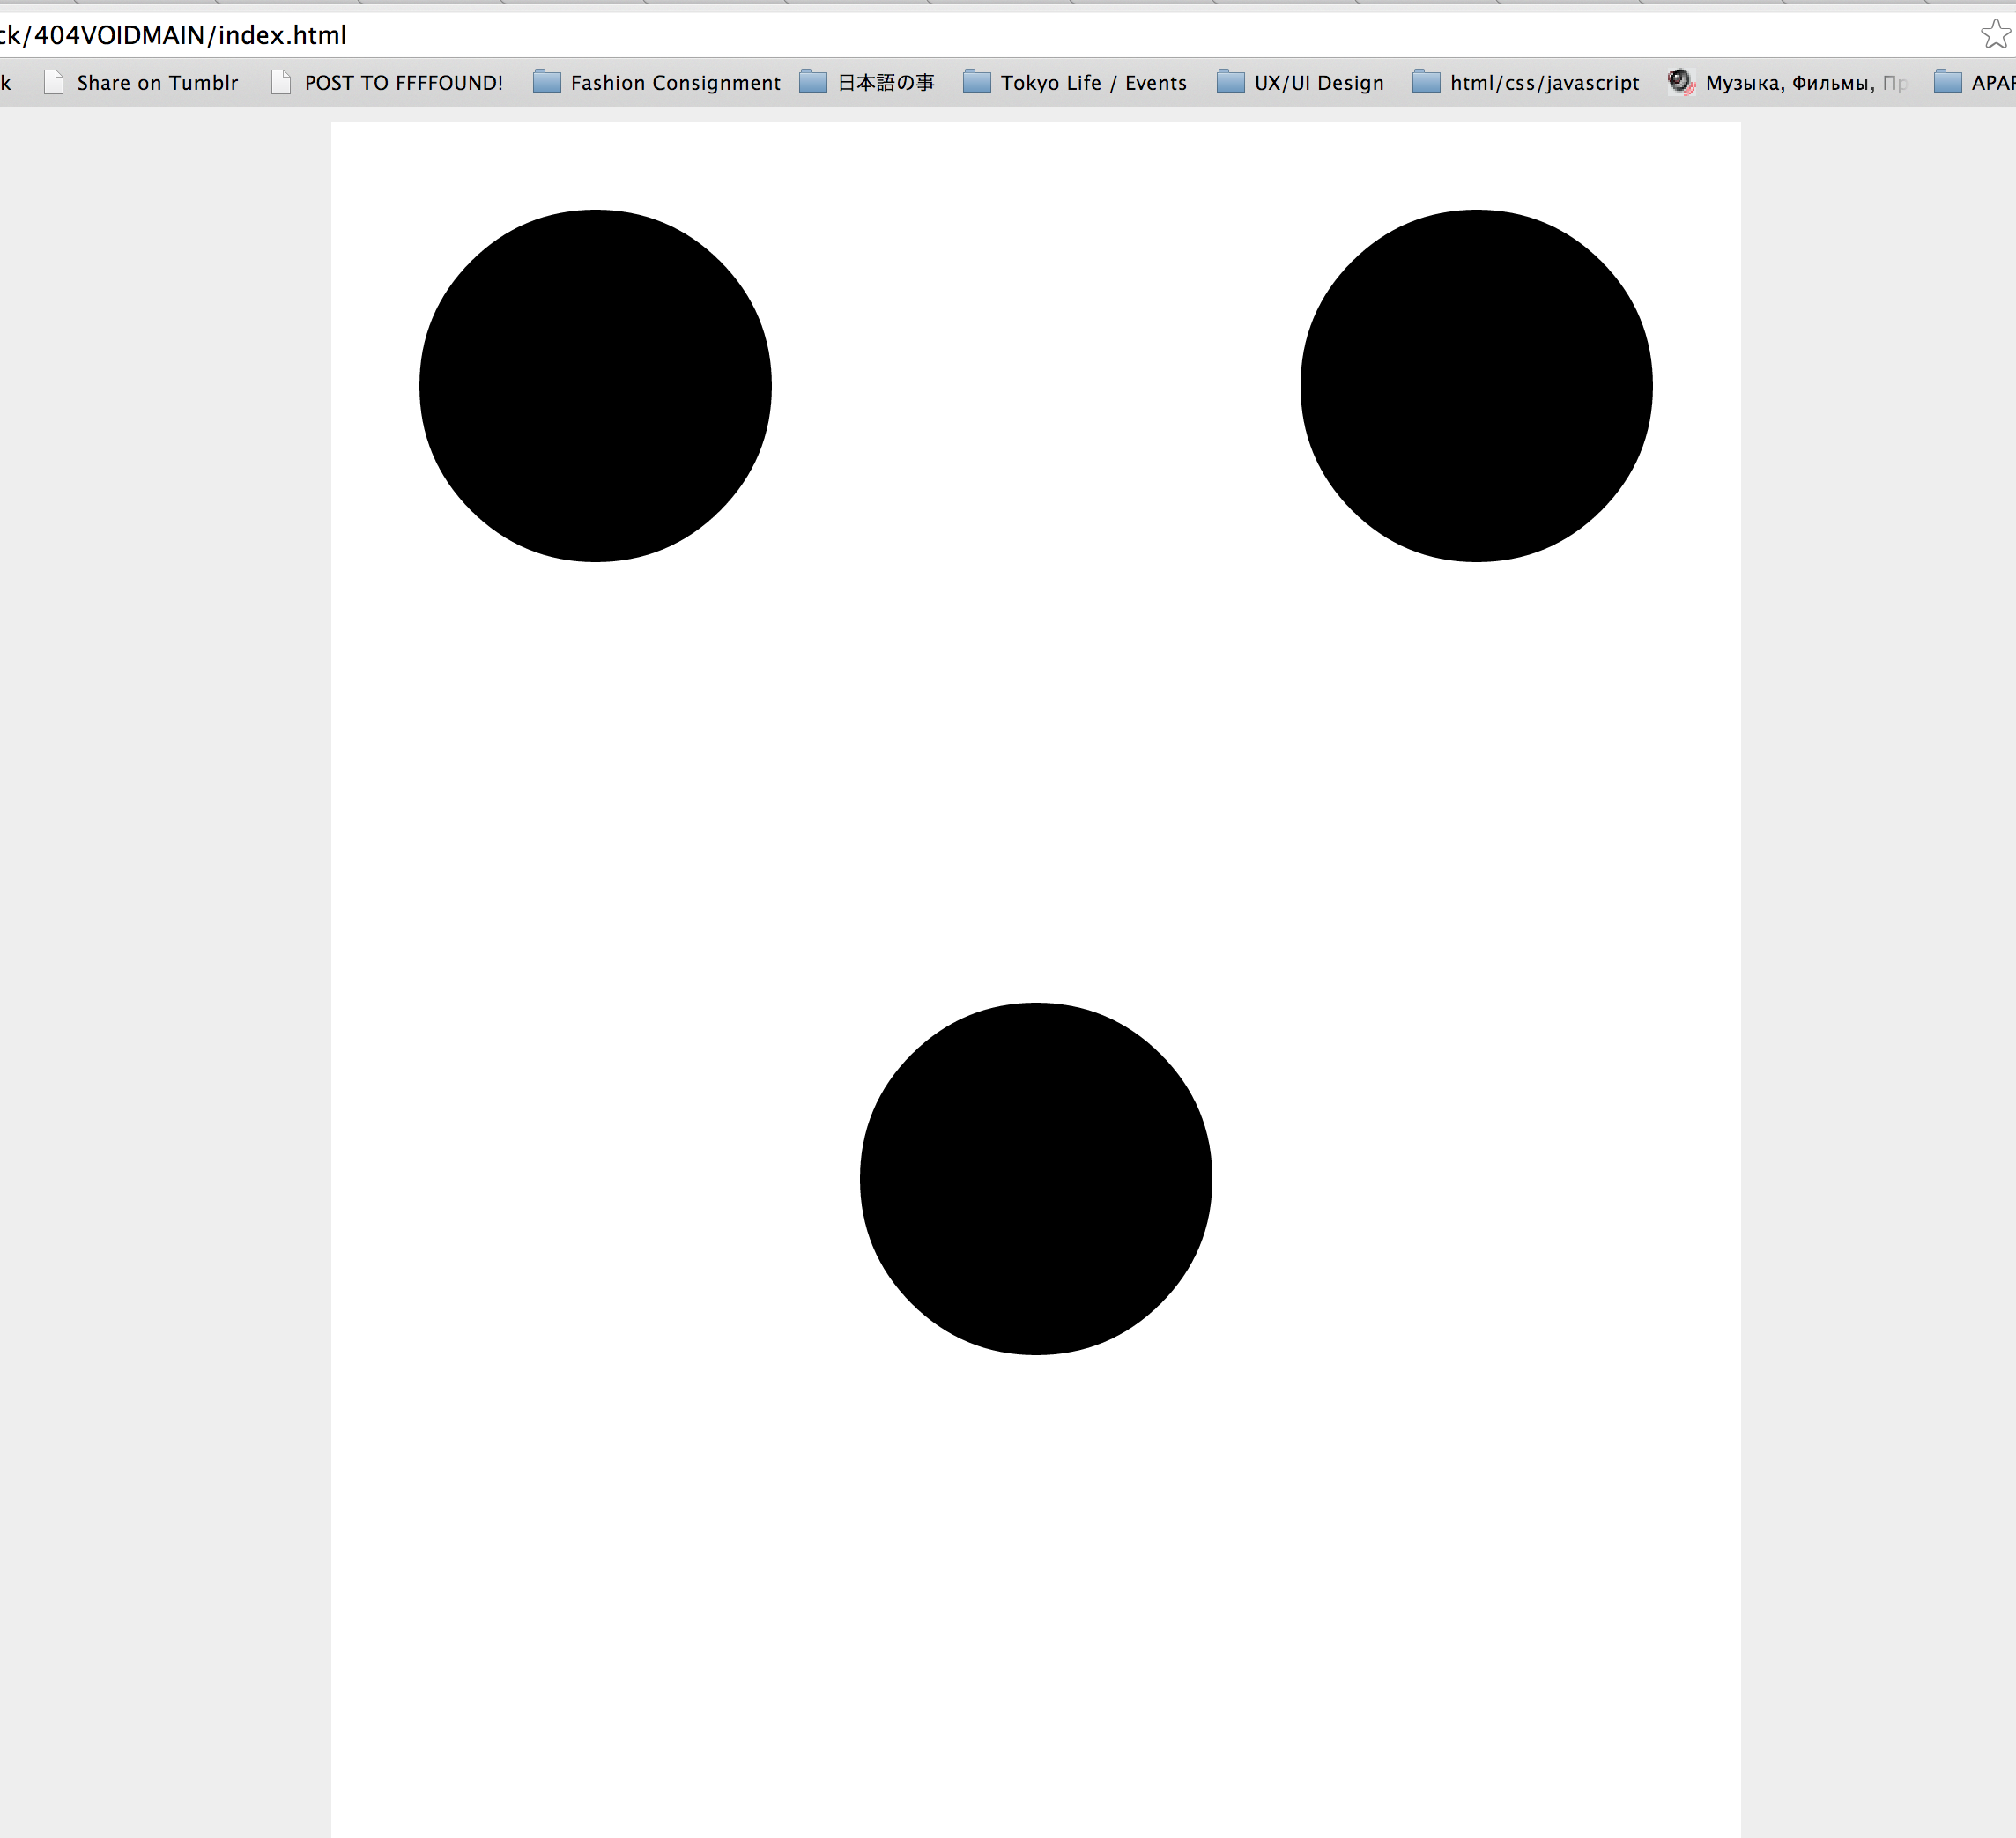 ck/404VOIDMAIN/index.html
k Share on Tumblr POST TO FFFFOUND! Fashion Consignment 日本語の事 Tokyo Life / Events UX/UI Design html/css/javascript Музыка, Фильмы, Пр APAR